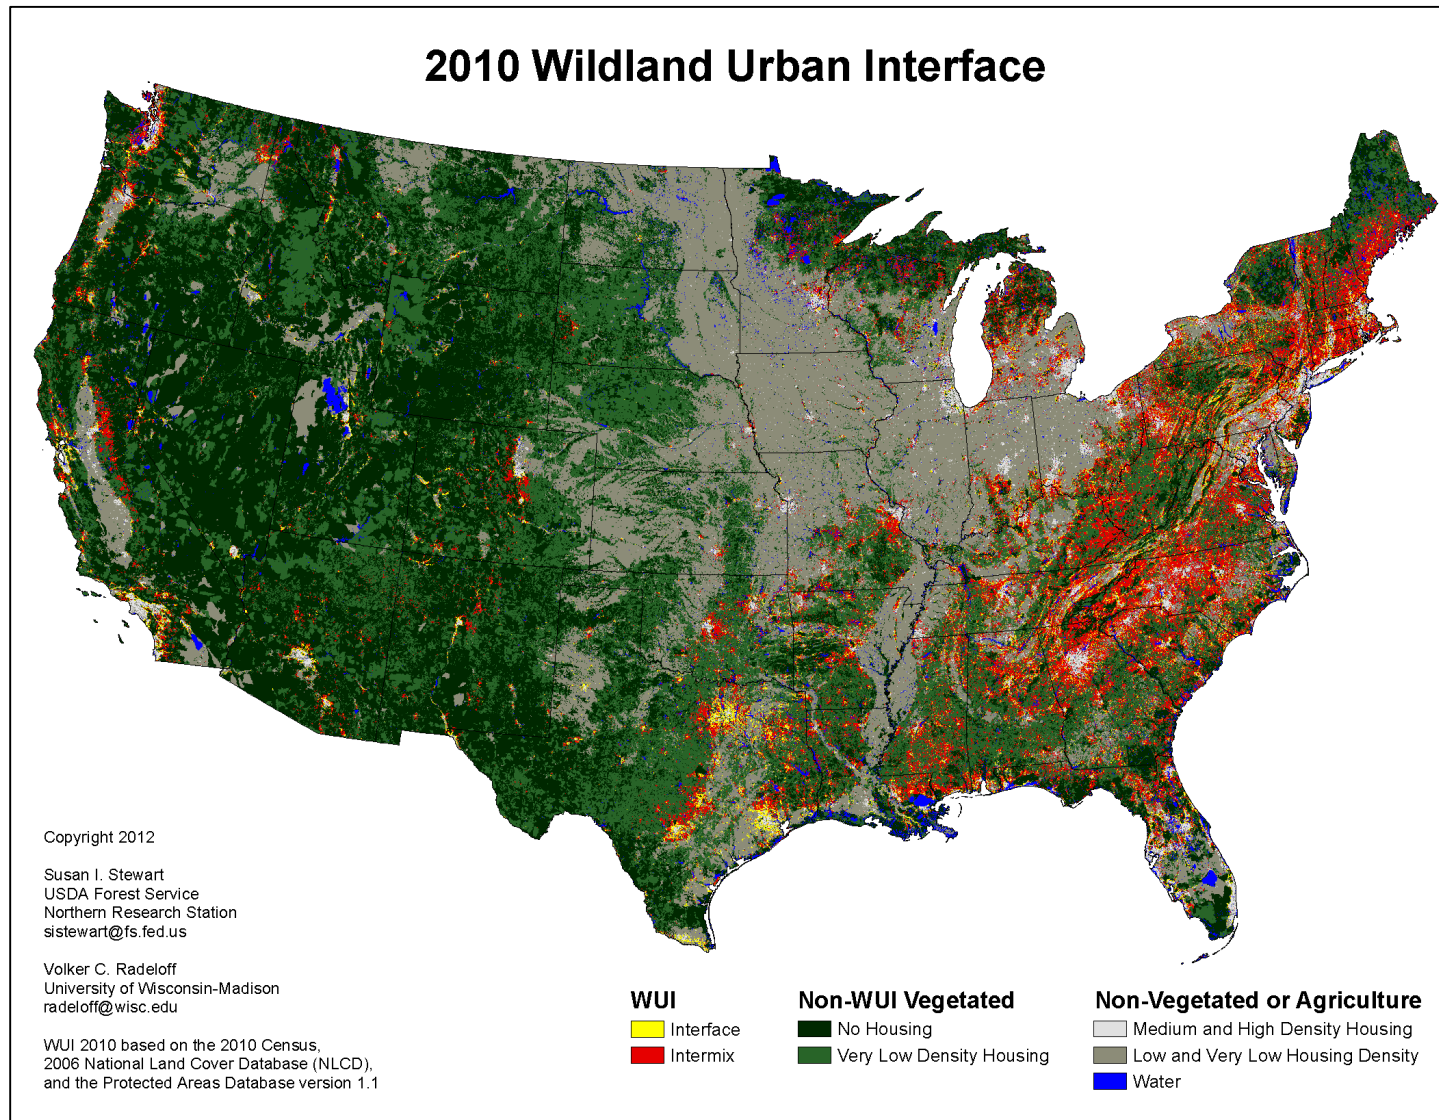 2010 Wildland Urban Interface
Copyright 2012
Susan I. Stewart
USDA Forest Service
Northern Research Station
sistewart@fs.fed.us
Volker C. Radeloff
University of Wisconsin-Madison
radeloff@wisc.edu
WUI 2010 based on the 2010 Census,
2006 National Land Cover Database (NLCD),
and the Protected Areas Database version 1.1
WUI
Interface
Intermix
Non-WUI Vegetated
No Housing
Very Low Density Housing
Non-Vegetated or Agriculture
Medium and High Density Housing
Low and Very Low Housing Density
Water